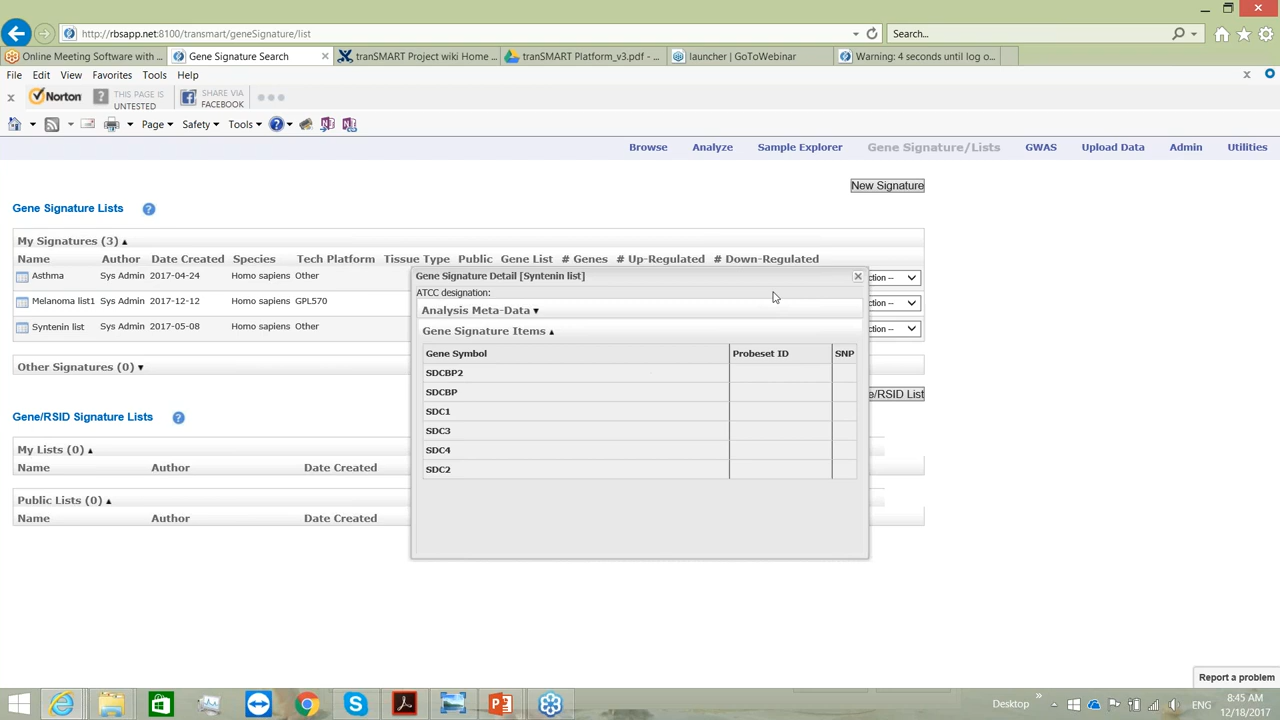 http://rbsapp.net:8100/transmart/geneSignature/list
Search...
Online Meeting Software with ...
Gene Signature Search
tranSMART Project wiki Home ...
tranSMART Platform_v3.pdf - ...
launcher | GoToWebinar
Warning: 4 seconds until log o...
File Edit View Favorites Tools Help
Norton
THIS PAGE IS
UNTESTED
SHARE VIA
FACEBOOK
Page Safety Tools
Browse Analyze Sample Explorer Gene Signature/Lists GWAS Upload Data Admin Utilities
New Signature
Gene Signature Lists
My Signatures (3)
Name Author Date Created Species Tech Platform Tissue Type Public Gene List # Genes # Up-Regulated # Down-Regulated
Asthma Sys Admin 2017-04-24 Homo sapiens Other
ction --
Melanoma list1 Sys Admin 2017-12-12 Homo sapiens GPL570
ction --
Syntenin list Sys Admin 2017-05-08 Homo sapiens Other
ction --
Other Signatures (0)
Gene Signature Detail [Syntenin list]
ATCC designation:
Analysis Meta-Data
Gene Signature Items
Gene Symbol Probeset ID SNP
SDCBP2
SDCBP
SDC1
SDC3
SDC4
SDC2
e/RSID List
Gene/RSID Signature Lists
My Lists (0)
Name Author Date Created
Public Lists (0)
Name Author Date Created
Report a problem
Desktop
ENG
8:45 AM
12/18/2017